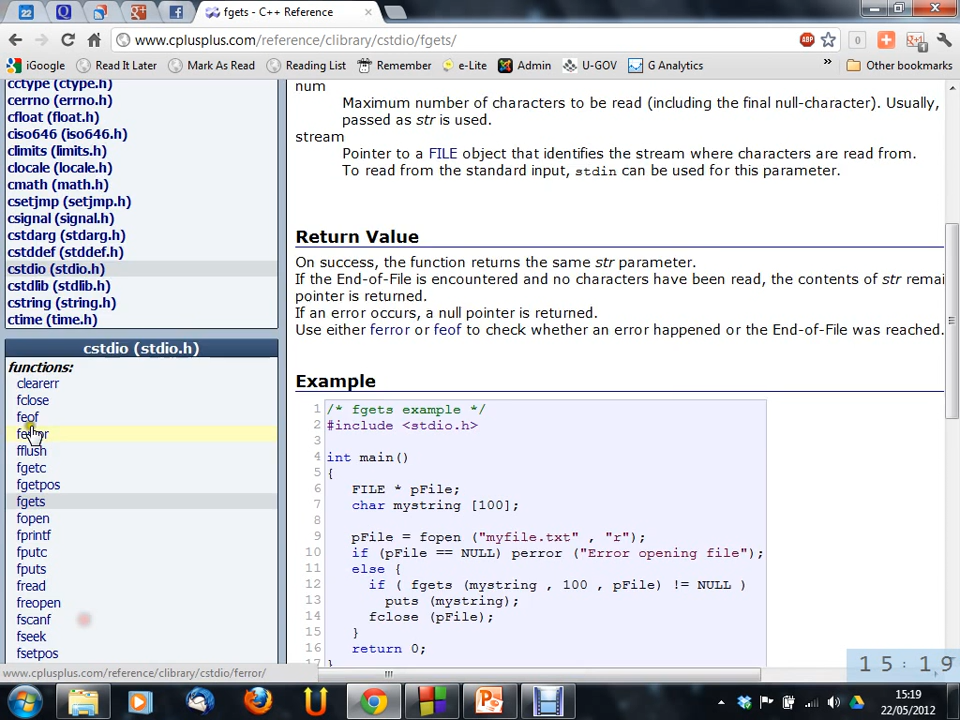 22
Q
fgets - C++ Reference
www.cplusplus.com/reference/clibrary/cstdio/fgets/
ABP
0
1
iGoogle
Read It Later
Mark As Read
Reading List
Remember
e-Lite
Admin
U-GOV
G Analytics
»
Other bookmarks
cctype (ctype.h)
cerrno (errno.h)
cfloat (float.h)
ciso646 (iso646.h)
climits (limits.h)
clocale (locale.h)
cmath (math.h)
csetjmp (setjmp.h)
csignal (signal.h)
cstdarg (stdarg.h)
cstddef (stddef.h)
cstdio (stdio.h)
cstdlib (stdlib.h)
cstring (string.h)
ctime (time.h)
cstdio (stdio.h)
functions:
clearerr
fclose
feof
ferror
fflush
fgetc
fgetpos
fgets
fopen
fprintf
fputc
fputs
fread
freopen
fscanf
fseek
fsetpos
num
Maximum number of characters to be read (including the final null-character). Usually,
passed as str is used.
stream
Pointer to a FILE object that identifies the stream where characters are read from.
To read from the standard input, stdin can be used for this parameter.
Return Value
On success, the function returns the same str parameter.
If the End-of-File is encountered and no characters have been read, the contents of str remai
pointer is returned.
If an error occurs, a null pointer is returned.
Use either ferror or feof to check whether an error happened or the End-of-File was reached.
Example
1 /* fgets example */
2 #include <stdio.h>
3
4 int main()
5 {
6 FILE * pFile;
7 char mystring [100];
8
9 pFile = fopen ("myfile.txt" , "r");
10 if (pFile == NULL) perror ("Error opening file");
11 else {
12 if ( fgets (mystring , 100 , pFile) != NULL )
13 puts (mystring);
14 fclose (pFile);
15 }
16 return 0;
17 }
www.cplusplus.com/reference/clibrary/cstdio/ferror/
15:19
15:19
22/05/2012